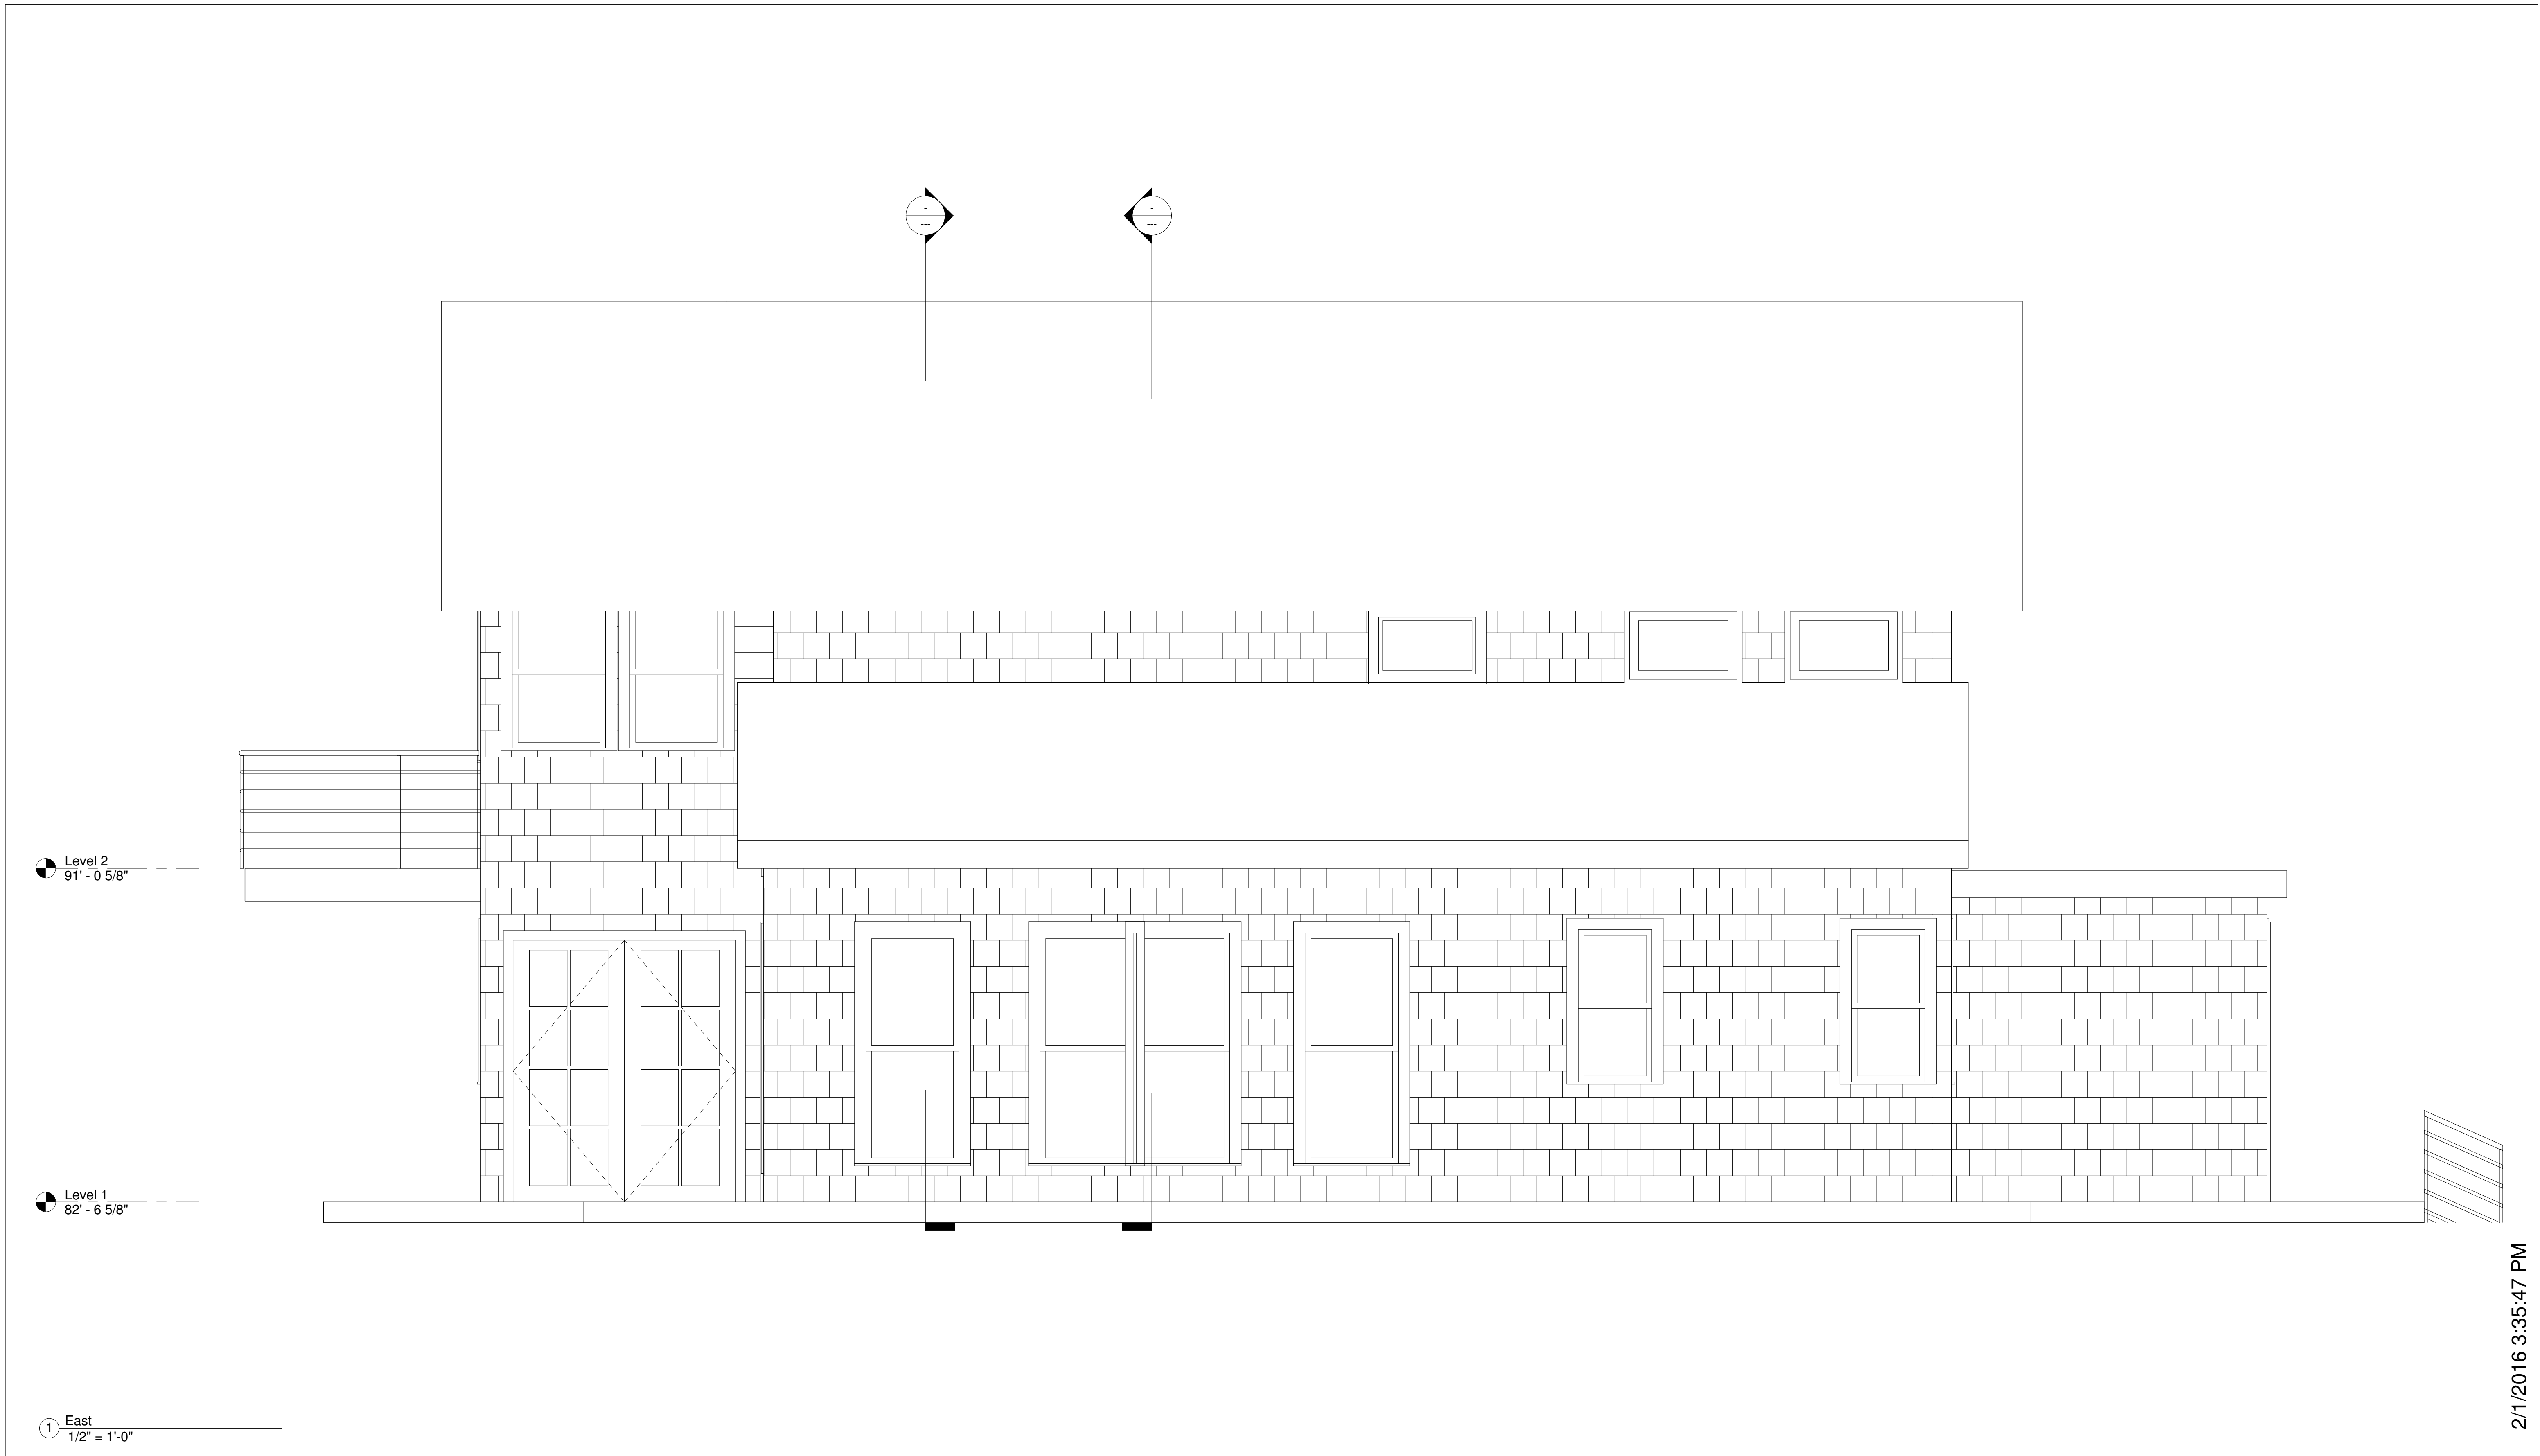 -
---
-
---
Level 2
91' - 0 5/8"
Level 1
82' - 6 5/8"
1
East
1/2" = 1'-0"
2/1/2016 3:35:47 PM